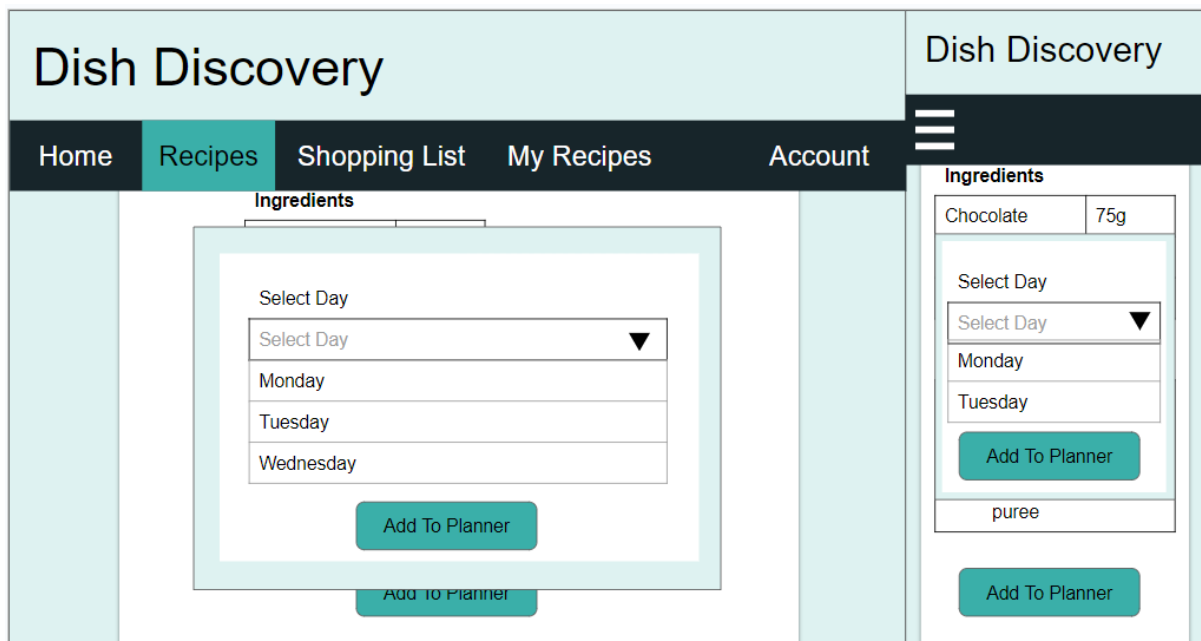 Dish Discovery
Home Recipes Shopping List My Recipes Account
Ingredients
Select Day
Select Day
Monday
Tuesday
Wednesday
Add To Planner
Add To Planner
Dish Discovery
Ingredients
Chocolate 75g
Select Day
Select Day
Monday
Tuesday
Add To Planner
puree
Add To Planner